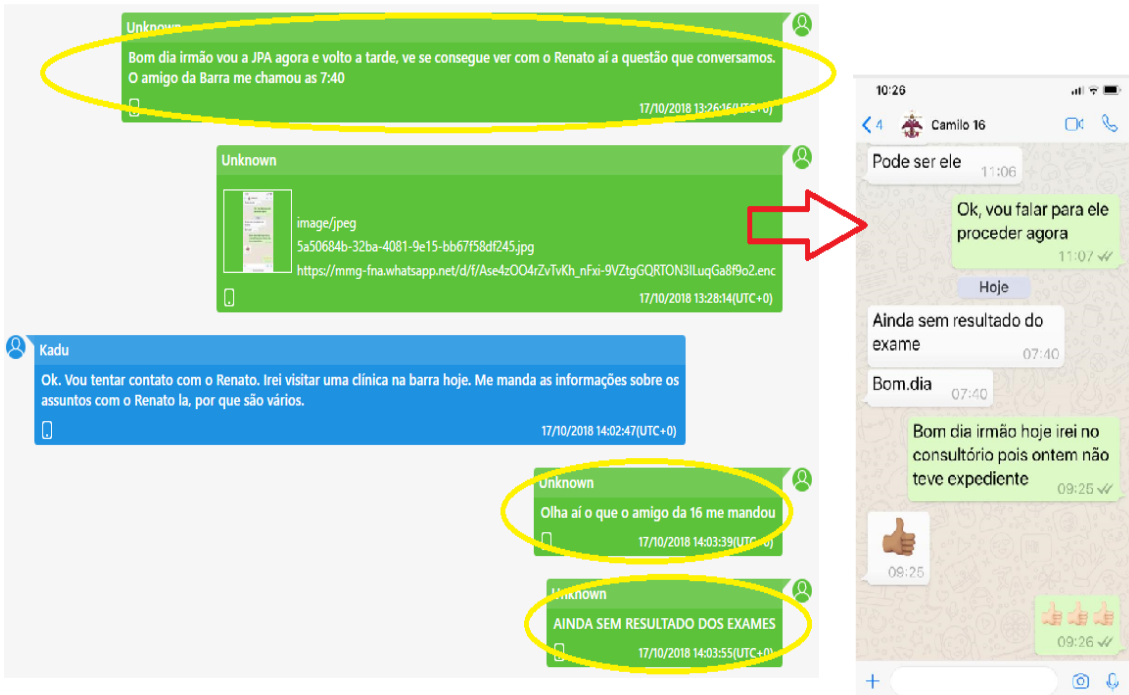 Unknown
Bom dia irmão vou a JPA agora e volto a tarde, ve se consegue ver com o Renato aí a questão que conversamos.
O amigo da Barra me chamou as 7:40
17/10/2018 13:26:16(UTC+0)
Unknown
image/jpeg
5a50684b-32ba-4081-9e15-bb67f58df245.jpg
https://mmg-fna.whatsapp.net/d/f/Ase4zOO4rZvTvKh_nFxi-9VZtgGQRTON3ILuqGa8f9o2.enc
17/10/2018 13:28:14(UTC+0)
Kadu
Ok. Vou tentar contato com o Renato. Irei visitar uma clínica na barra hoje. Me manda as informações sobre os
assuntos com o Renato la, por que são vários.
17/10/2018 14:02:47(UTC+0)
Unknown
Olha aí o que o amigo da 16 me mandou
17/10/2018 14:03:39(UTC+0)
Unknown
AINDA SEM RESULTADO DOS EXAMES
17/10/2018 14:03:55(UTC+0)
10:26
4
Camilo 16
Pode ser ele
11:06
Ok, vou falar para ele
proceder agora
11:07
Hoje
Ainda sem resultado do
exame
07:40
Bom.dia
07:40
Bom dia irmão hoje irei no
consultório pois ontem não
teve expediente
09:25
09:25
09:26